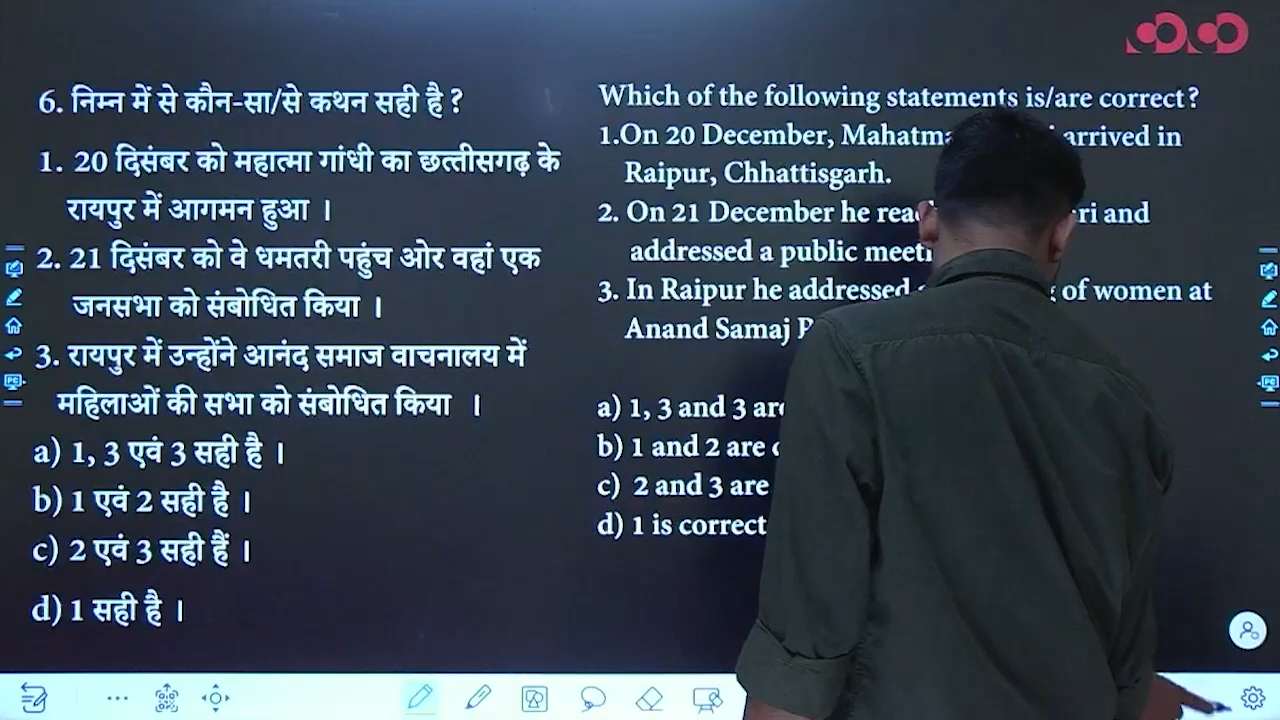 6. निम्न में से कौन-सा/से कथन सही है ?
1. 20 दिसंबर को महात्मा गांधी का छत्तीसगढ़ के
रायपुर में आगमन हुआ ।
2. 21 दिसंबर को वे धमतरी पहुंच ओर वहां एक
जनसभा को संबोधित किया ।
3. रायपुर में उन्होंने आनंद समाज वाचनालय में
महिलाओं की सभा को संबोधित किया ।
a) 1, 3 एवं 3 सही है ।
b) 1 एवं 2 सही है ।
c) 2 एवं 3 सही हैं ।
d) 1 सही है ।
Which of the following statements is/are correct?
1.On 20 December, arrived in
Raipur, Chhattisgarh.
2. On 21 December he and
addressed a public
3. In Raipur he addressed of women at
Anand Samaj
a) 1, 3 and 3
b) 1 and 2 are
c) 2 and 3 are
d) 1 is correct